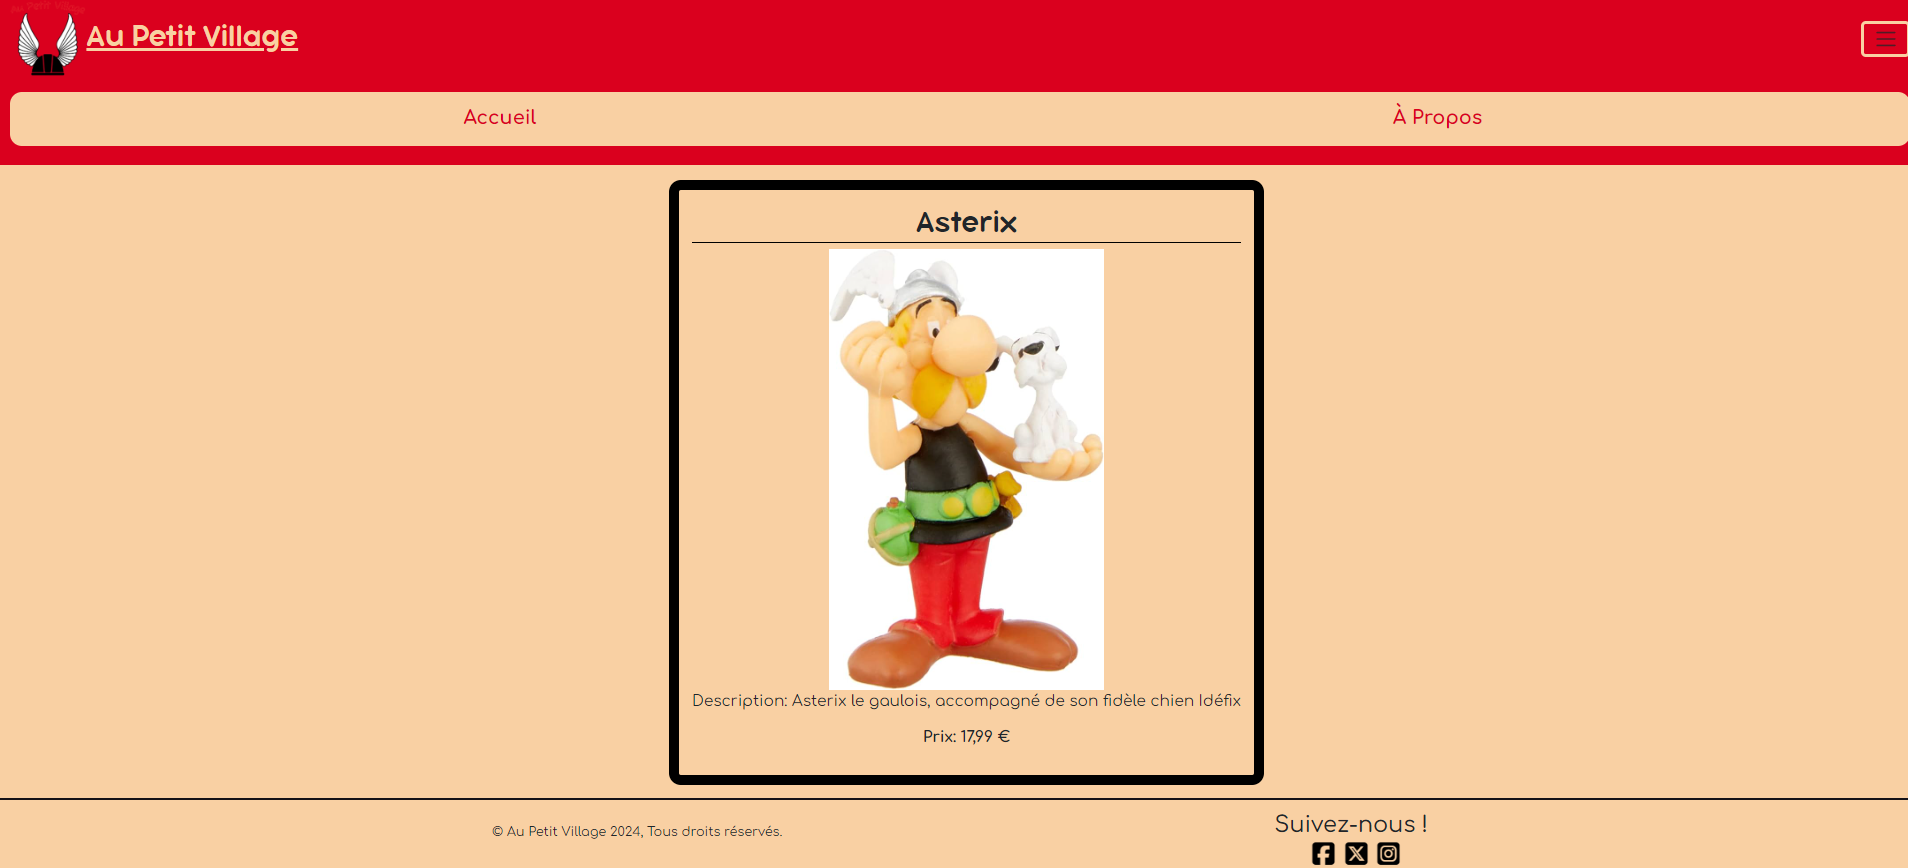 Au Petit Village
Au Petit Village
Accueil
À Propos
Asterix
Description: Asterix le gaulois, accompagné de son fidèle chien Idéfix
Prix: 17,99 €
© Au Petit Village 2024, Tous droits réservés.
Suivez-nous !